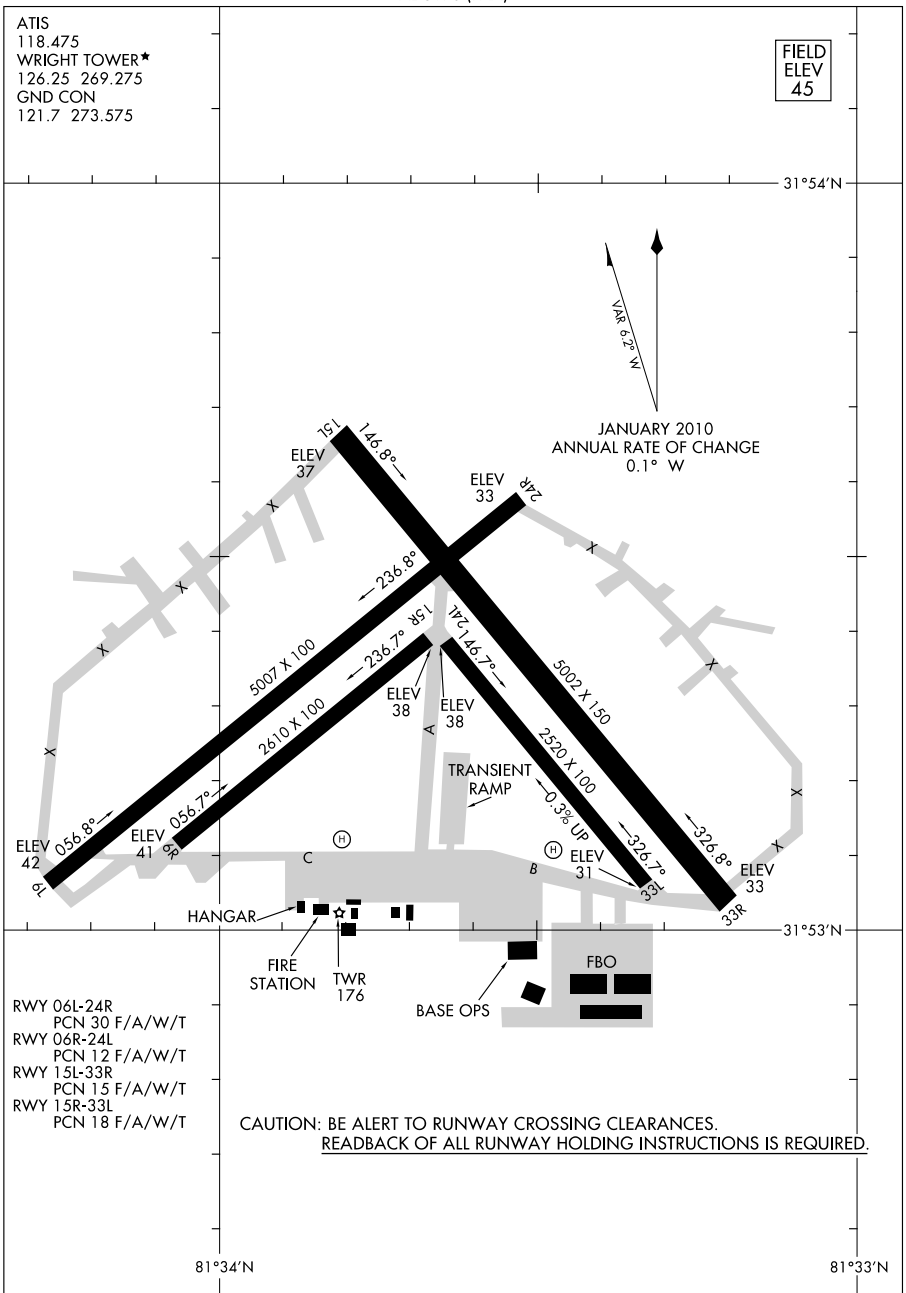 ATIS
118.475
WRIGHT TOWER★
126.25 269.275
GND CON
121.7 273.575
FIELD
ELEV
45
31°54'N
VAR 6.2° W
JANUARY 2010
ANNUAL RATE OF CHANGE
0.1° W
15L
146.8°
ELEV
37
ELEV
33
24R
X
X
X
X
236.8°
5007 X 100
15R
24L
236.7°
146.7°
2610 X 100
ELEV
38
ELEV
38
5002 X 150
2520 X 100
0.3% UP
X
X
X
X
A
TRANSIENT
RAMP
056.8°
056.7°
ELEV
42
6L
ELEV
41
6R
H
C
H
B
ELEV
31
326.7°
33L
326.8°
ELEV
33
33R
HANGAR
FIRE
STATION
TWR
176
31°53'N
BASE OPS
FBO
RWY 06L-24R
PCN 30 F/A/W/T
RWY 06R-24L
PCN 12 F/A/W/T
RWY 15L-33R
PCN 15 F/A/W/T
RWY 15R-33L
PCN 18 F/A/W/T
CAUTION: BE ALERT TO RUNWAY CROSSING CLEARANCES.
READBACK OF ALL RUNWAY HOLDING INSTRUCTIONS IS REQUIRED.
81°34'N
81°33'N